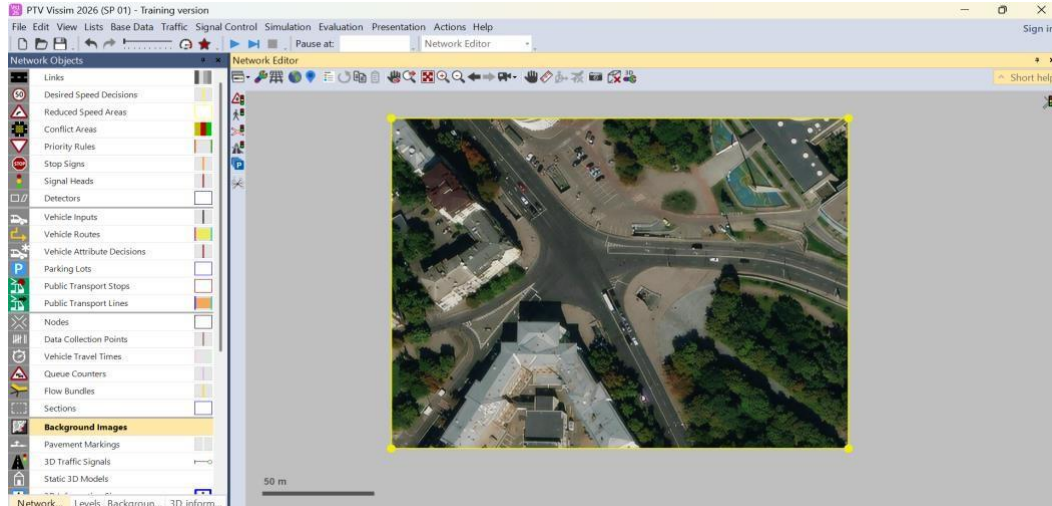 PTV Vissim 2026 (SP 01) - Training version
File Edit View Lists Base Data Traffic Signal Control Simulation Evaluation Presentation Actions Help
Sign in
Pause at:
Network Editor
Network Objects
Network Editor
Short help
Links
Desired Speed Decisions
Reduced Speed Areas
Conflict Areas
Priority Rules
Stop Signs
Signal Heads
Detectors
Vehicle Inputs
Vehicle Routes
Vehicle Attribute Decisions
Parking Lots
Public Transport Stops
Public Transport Lines
Nodes
Data Collection Points
Vehicle Travel Times
Queue Counters
Flow Bundles
Sections
Background Images
Pavement Markings
3D Traffic Signals
Static 3D Models
50 m
Network... Levels Backgroun... 3D inform...